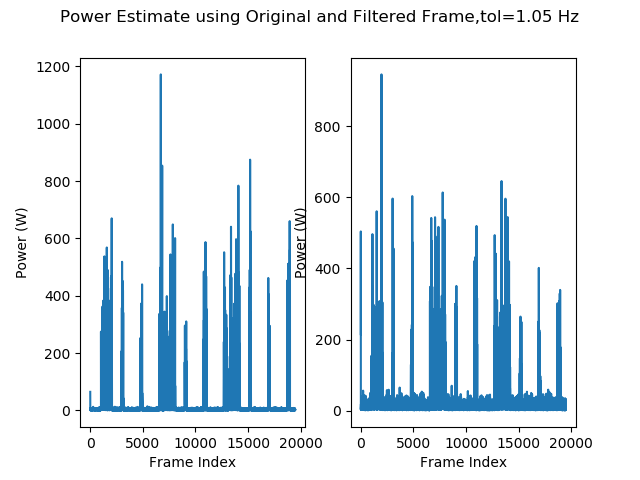 Power Estimate using Original and Filtered Frame,tol=1.05 Hz
1200
1000
800
600
400
200
0
Power (W)
0 5000 10000 15000 20000
Frame Index
800
600
400
200
0
Power (W)
0 5000 10000 15000 20000
Frame Index